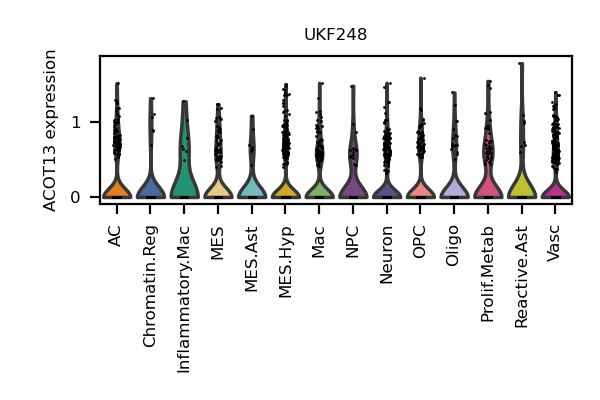 UKF248
ACOT13 expression
1
0
AC
Chromatin.Reg
Inflammatory.Mac
MES
MES.Ast
MES.Hyp
Mac
NPC
Neuron
OPC
Oligo
Prolif.Metab
Reactive.Ast
Vasc